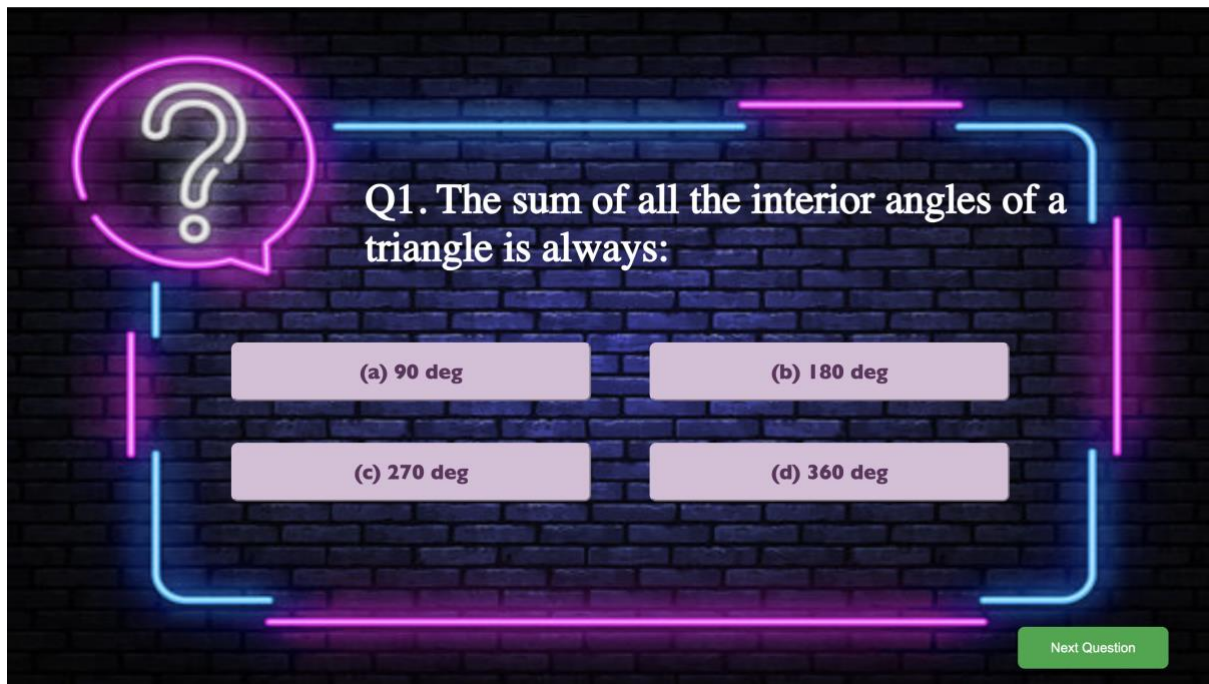 ?
Q1. The sum of all the interior angles of a
triangle is always:
(a) 90 deg
(b) 180 deg
(c) 270 deg
(d) 360 deg
Next Question